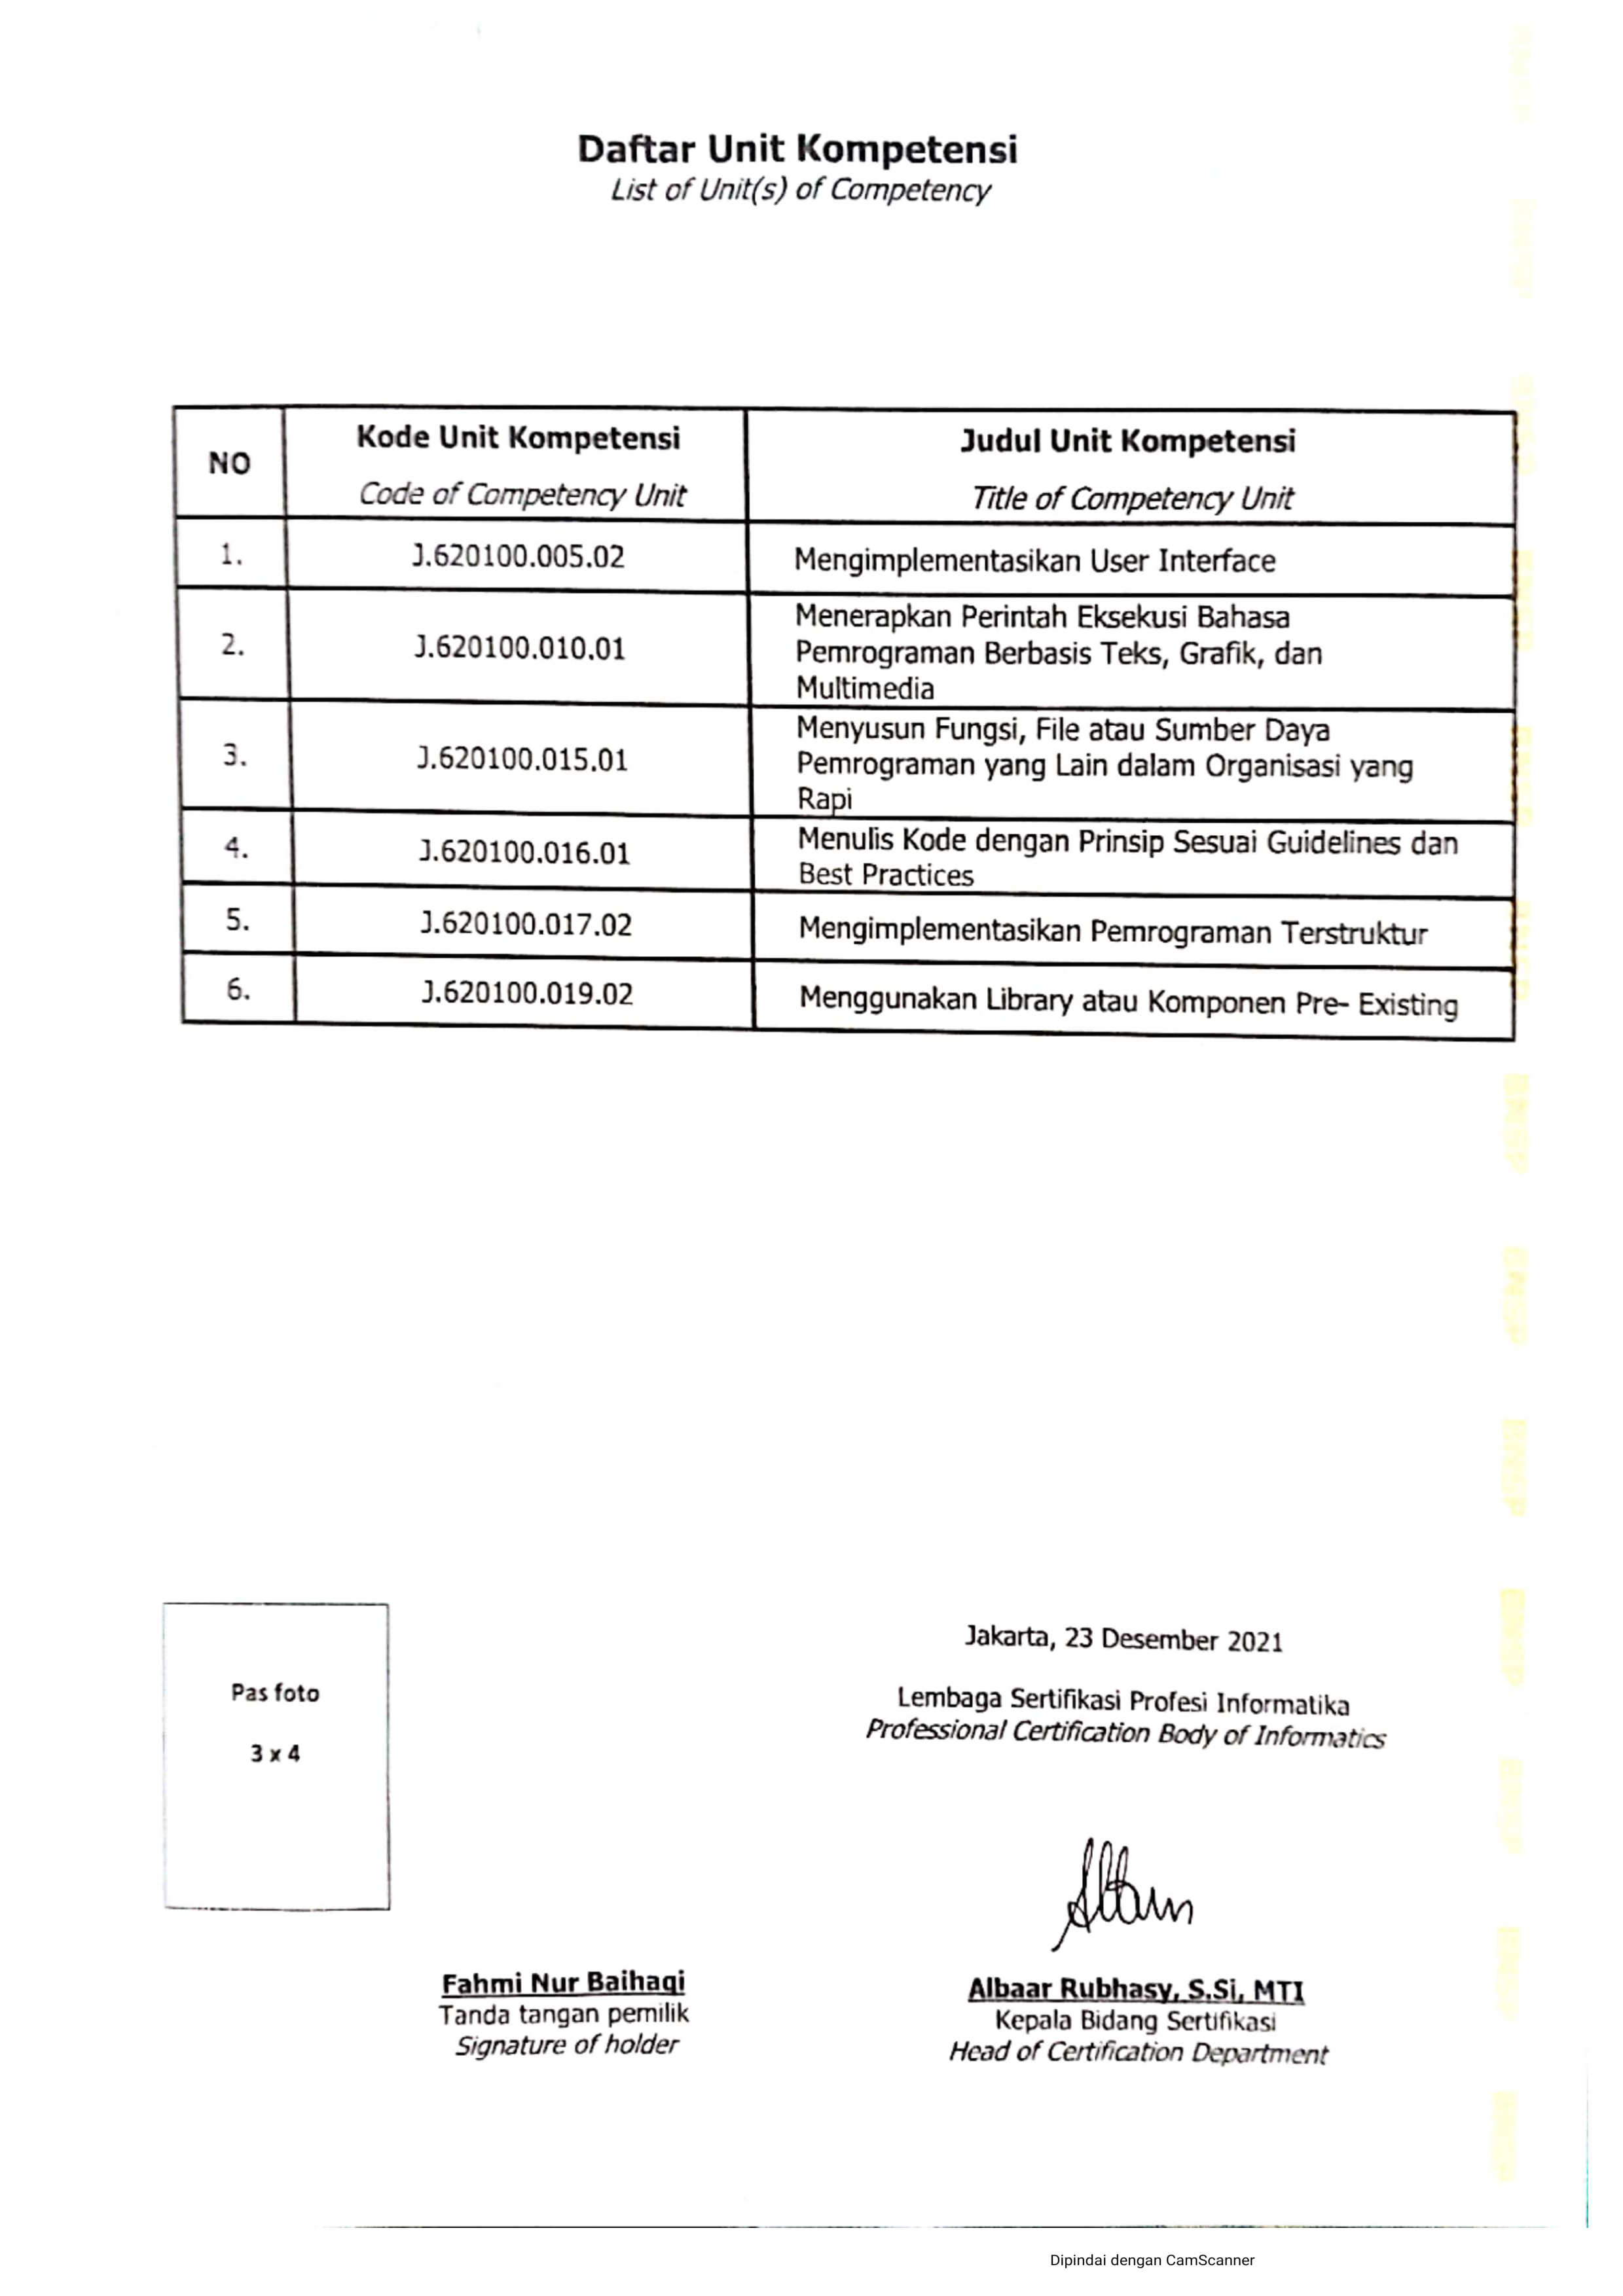 Daftar Unit Kompetensi
List of Unit(s) of Competency
NO
Kode Unit Kompetensi
Code of Competency Unit
Judul Unit Kompetensi
Title of Competency Unit
1.
J.620100.005.02
Mengimplementasikan User Interface
2.
J.620100.010.01
Menerapkan Perintah Eksekusi Bahasa
Pemrograman Berbasis Teks, Grafik, dan
Multimedia
3.
J.620100.015.01
Menyusun Fungsi, File atau Sumber Daya
Pemrograman yang Lain dalam Organisasi yang
Rapi
4.
J.620100.016.01
Menulis Kode dengan Prinsip Sesuai Guidelines dan
Best Practices
5.
J.620100.017.02
Mengimplementasikan Pemrograman Terstruktur
6.
J.620100.019.02
Menggunakan Library atau Komponen Pre- Existing
Pas foto
3 x 4
Jakarta, 23 Desember 2021
Lembaga Sertifikasi Profesi Informatika
Professional Certification Body of Informatics
Fahmi Nur Baihaqi
Tanda tangan pemilik
Signature of holder
Albaar Rubhasy, S.Si, MTI
Kepala Bidang Sertifikasi
Head of Certification Department
BNSP
BNSP
BNSP
BNSP
Dipindai dengan CamScanner